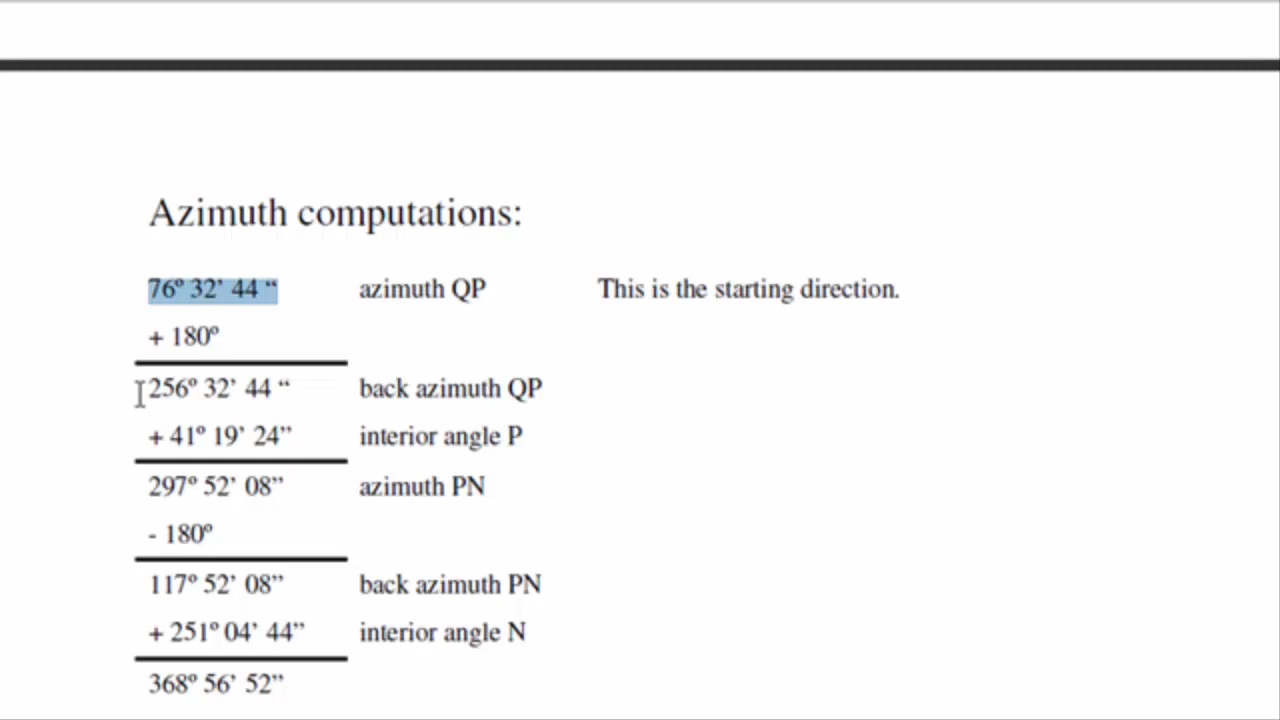 Azimuth computations:
76º 32’ 44 “ azimuth QP This is the starting direction.
+ 180º
256º 32’ 44 “ back azimuth QP
+ 41º 19’ 24” interior angle P
297º 52’ 08” azimuth PN
- 180º
117º 52’ 08” back azimuth PN
+ 251º 04’ 44” interior angle N
368º 56’ 52”